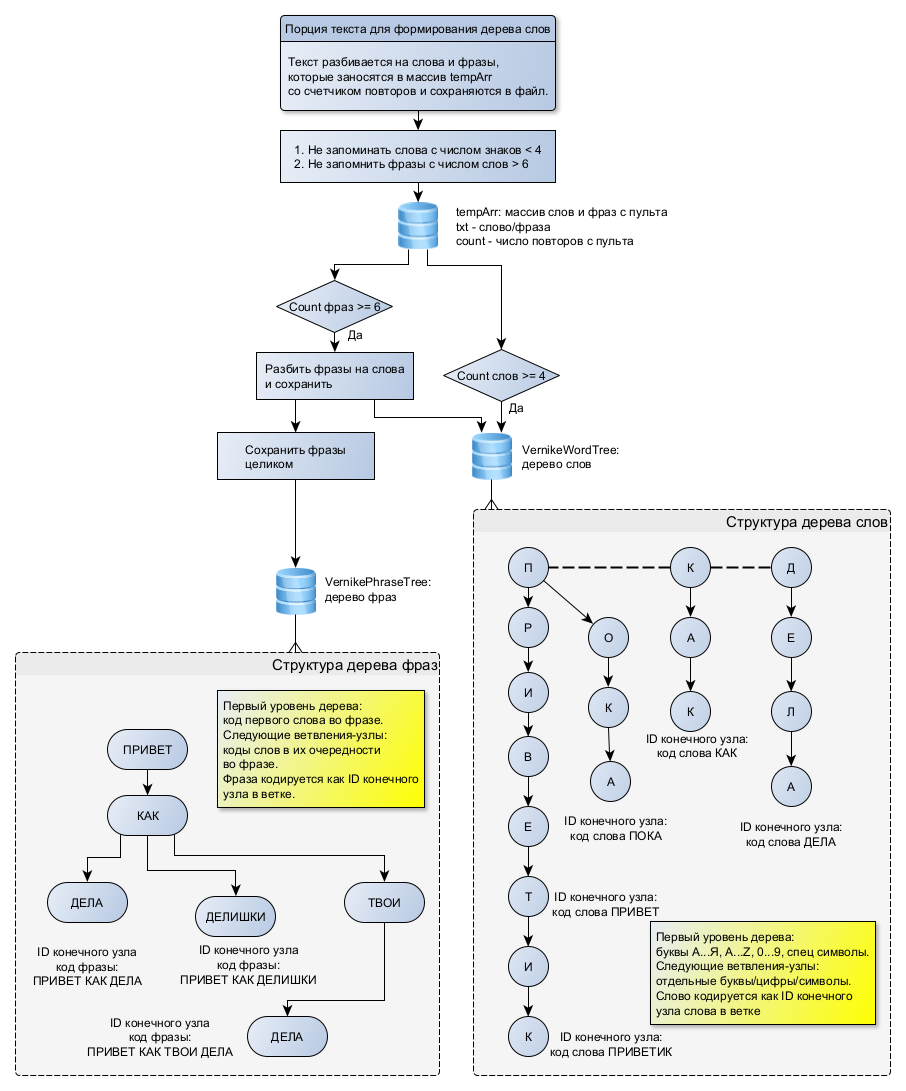 Порция текста для формирования дерева слов
Текст разбивается на слова и фразы,
которые заносятся в массив tempArr
со счетчиком повторов и сохраняются в файл.
1. Не запоминать слова с числом знаков < 4
2. Не запомнить фразы с числом слов > 6
tempArr: массив слов и фраз с пульта
txt - слово/фраза
count - число повторов с пульта
Count фраз >= 6
Да
Разбить фразы на слова
и сохранить
Count слов >= 4
Да
Сохранить фразы
целиком
VernikeWordTree:
дерево слов
VernikePhraseTree:
дерево фраз
Структура дерева фраз
Первый уровень дерева:
код первого слова во фразе.
Следующие ветвления-узлы:
коды слов в их очередности
во фразе.
Фраза кодируется как ID конечного
узла в ветке.
ПРИВЕТ
КАК
ДЕЛА
ДЕЛИШКИ
ТВОИ
ID конечного узла
код фразы:
ПРИВЕТ КАК ДЕЛА
ID конечного узла
код фразы:
ПРИВЕТ КАК ДЕЛИШКИ
ID конечного узла
код фразы:
ПРИВЕТ КАК ТВОИ ДЕЛА
ДЕЛА
Структура дерева слов
П
Р
И
В
Е
Т
И
К
О
К
А
К
А
К
Д
Е
Л
А
ID конечного узла:
код слова КАК
ID конечного узла:
код слова ПОКА
ID конечного узла:
код слова ДЕЛА
ID конечного узла:
код слова ПРИВЕТ
ID конечного узла:
код слова ПРИВЕТИК
Первый уровень дерева:
буквы А...Я, A...Z, 0...9, спец символы.
Следующие ветвления-узлы:
отдельные буквы/цифры/символы.
Слово кодируется как ID конечного
узла слова в ветке